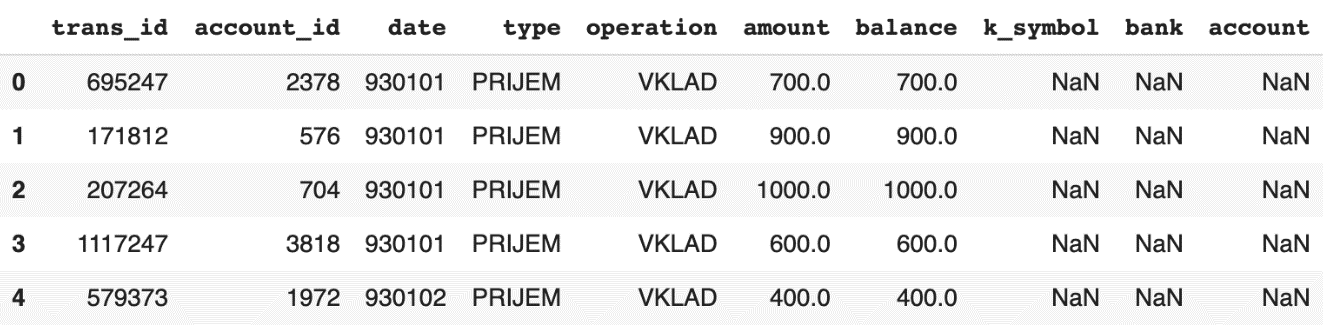 trans_id account_id date type operation amount balance k_symbol bank account
0 695247 2378 930101 PRIJEM VKLAD 700.0 700.0 NaN NaN NaN
1 171812 576 930101 PRIJEM VKLAD 900.0 900.0 NaN NaN NaN
2 207264 704 930101 PRIJEM VKLAD 1000.0 1000.0 NaN NaN NaN
3 1117247 3818 930101 PRIJEM VKLAD 600.0 600.0 NaN NaN NaN
4 579373 1972 930102 PRIJEM VKLAD 400.0 400.0 NaN NaN NaN